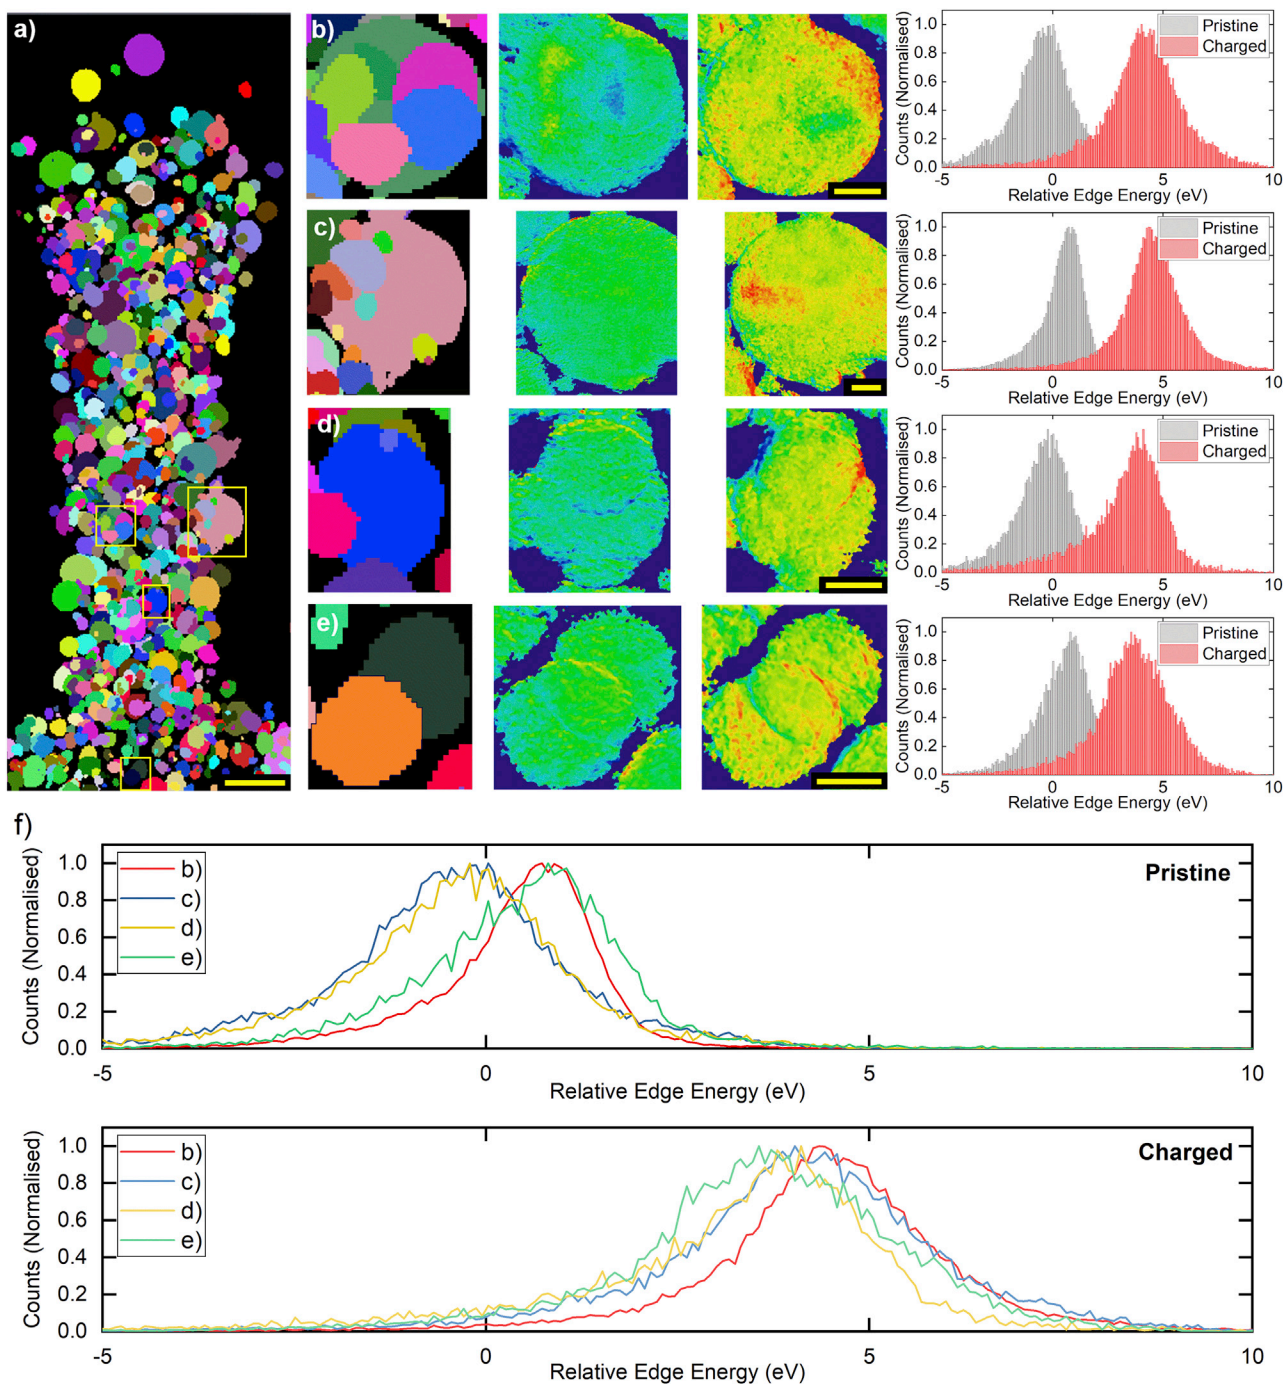 a)
b)
Counts (Normalised)
1.0
0.8
0.6
0.4
0.2
0.0
Pristine
Charged
-5 0 5 10
Relative Edge Energy (eV)
c)
Counts (Normalised)
1.0
0.8
0.6
0.4
0.2
0.0
Pristine
Charged
-5 0 5 10
Relative Edge Energy (eV)
d)
Counts (Normalised)
1.0
0.8
0.6
0.4
0.2
0.0
Pristine
Charged
-5 0 5 10
Relative Edge Energy (eV)
e)
Counts (Normalised)
1.0
0.8
0.6
0.4
0.2
0.0
Pristine
Charged
-5 0 5 10
Relative Edge Energy (eV)
f)
Counts (Normalised)
1.0
0.8
0.6
0.4
0.2
0.0
b)
c)
d)
e)
Pristine
-5 0 5 10
Relative Edge Energy (eV)
Counts (Normalised)
1.0
0.8
0.6
0.4
0.2
0.0
b)
c)
d)
e)
Charged
-5 0 5 10
Relative Edge Energy (eV)